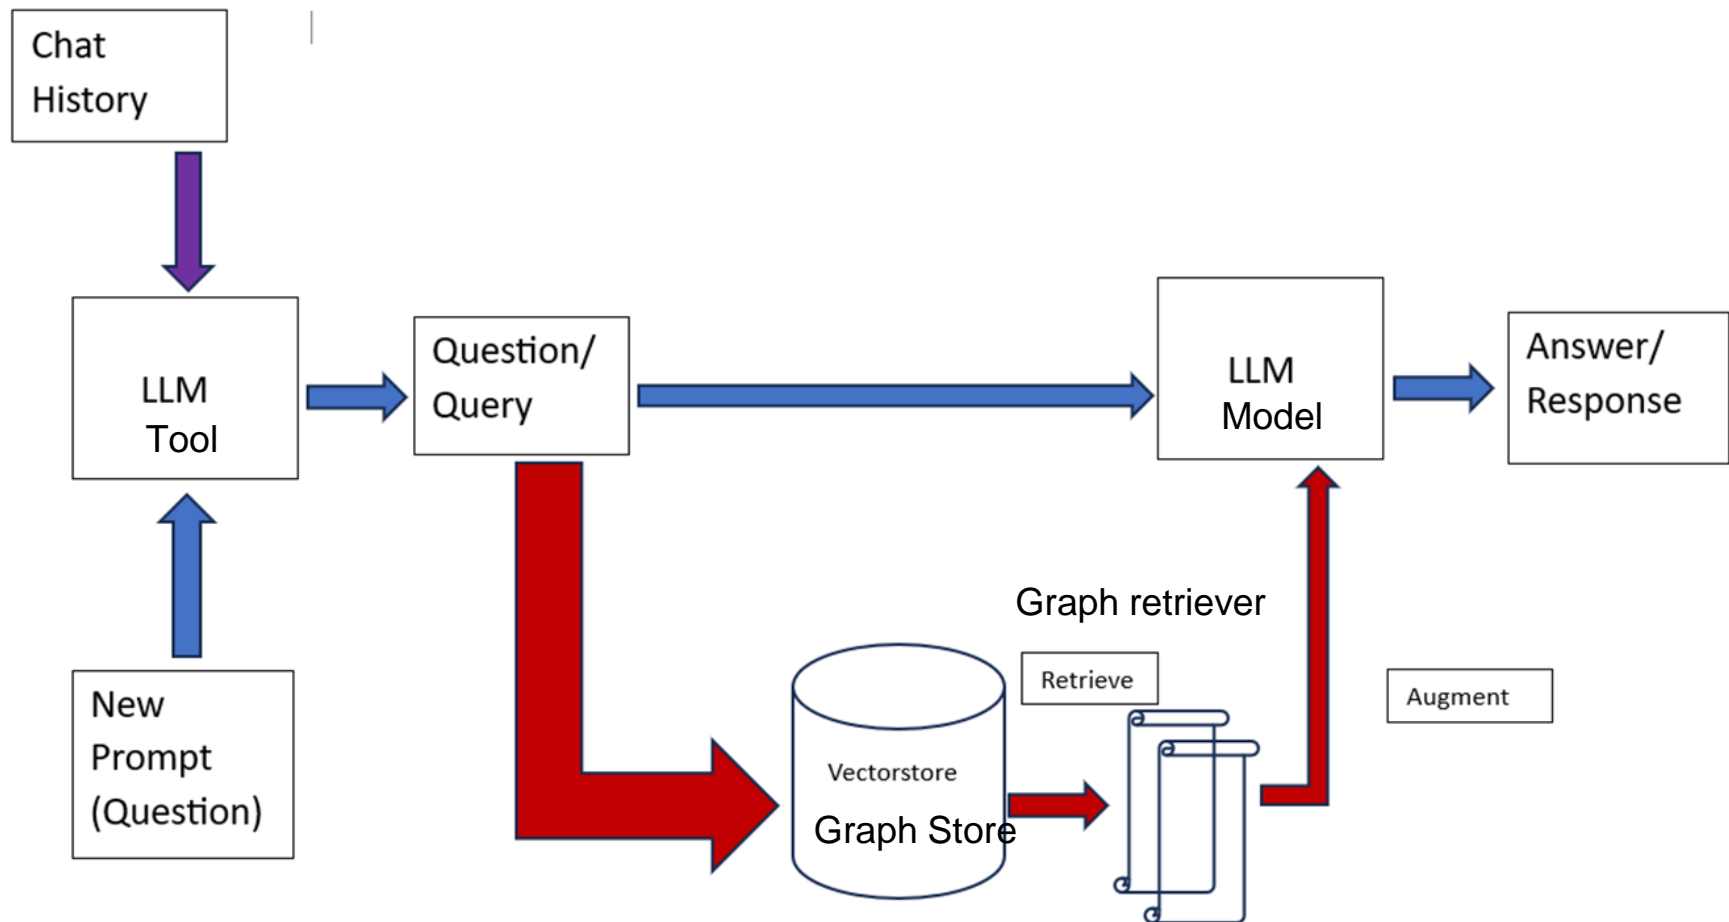 Chat
History
LLM
Tool
Question/
Query
LLM
Model
Answer/
Response
New
Prompt
(Question)
Graph retriever
Retrieve
Augment
Vectorstore
Graph Store